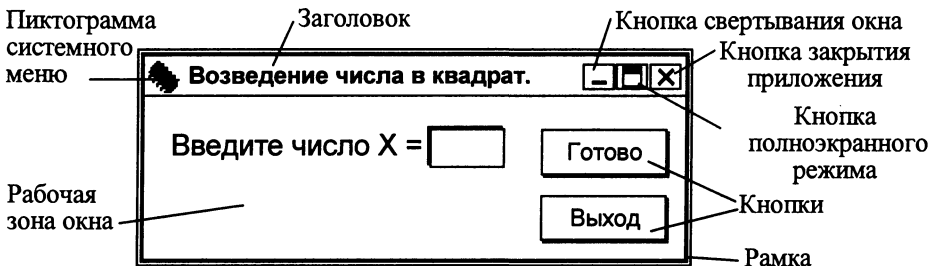 Пиктограмма
системного
меню
Заголовок
Кнопка свертывания окна
Кнопка закрытия
приложения
Возведение числа в квадрат.
Кнопка
полноэкранного
режима
Введите число X =
Готово
Рабочая
зона окна
Выход
Кнопки
Рамка